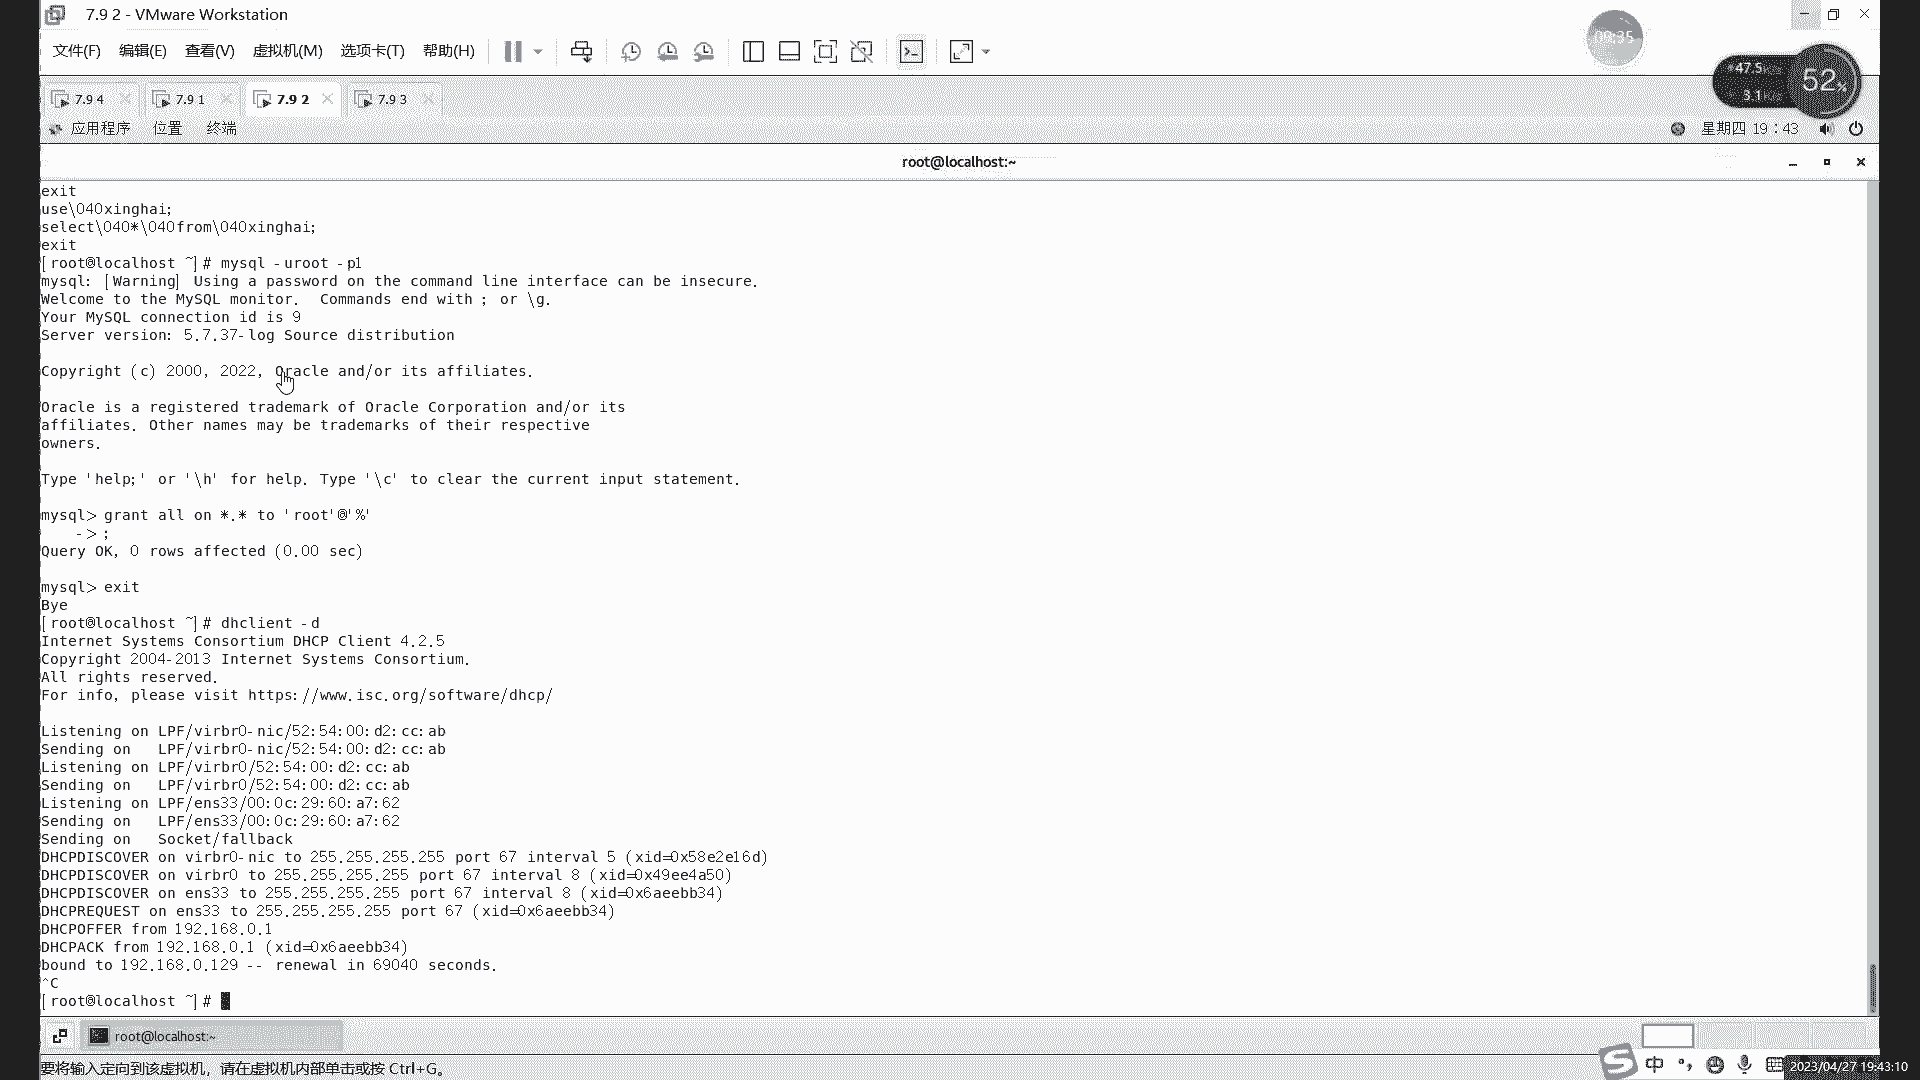 7.9 2 - VMware Workstation
文件(F) 编辑(E) 查看(V) 虚拟机(M) 选项卡(T) 帮助(H)
08:35
47.5K/s
3.1K/s
52%
7.9 4 7.9 1 7.9 2 7.9 3
应用程序 位置 终端 星期四 19：43
root@localhost:~
exit
use\040xinghai;
select\040*\040from\040xinghai;
exit
[root@localhost ~]# mysql -uroot -p1
mysql: [Warning] Using a password on the command line interface can be insecure.
Welcome to the MySQL monitor.  Commands end with ; or \g.
Your MySQL connection id is 9
Server version: 5.7.37-log Source distribution
Copyright (c) 2000, 2022, Oracle and/or its affiliates.
Oracle is a registered trademark of Oracle Corporation and/or its
affiliates. Other names may be trademarks of their respective
owners.
Type 'help;' or '\h' for help. Type '\c' to clear the current input statement.
mysql> grant all on *.* to 'root'@'%'
    -> ;
Query OK, 0 rows affected (0.00 sec)
mysql> exit
Bye
[root@localhost ~]# dhclient -d
Internet Systems Consortium DHCP Client 4.2.5
Copyright 2004-2013 Internet Systems Consortium.
All rights reserved.
For info, please visit https://www.isc.org/software/dhcp/
Listening on LPF/virbr0-nic/52:54:00:d2:cc:ab
Sending on   LPF/virbr0-nic/52:54:00:d2:cc:ab
Listening on LPF/virbr0/52:54:00:d2:cc:ab
Sending on   LPF/virbr0/52:54:00:d2:cc:ab
Listening on LPF/ens33/00:0c:29:60:a7:62
Sending on   LPF/ens33/00:0c:29:60:a7:62
Sending on   Socket/fallback
DHCPDISCOVER on virbr0-nic to 255.255.255.255 port 67 interval 5 (xid=0x58e2e16d)
DHCPDISCOVER on virbr0 to 255.255.255.255 port 67 interval 8 (xid=0x49ee4a50)
DHCPDISCOVER on ens33 to 255.255.255.255 port 67 interval 8 (xid=0x6aeebb34)
DHCPREQUEST on ens33 to 255.255.255.255 port 67 (xid=0x6aeebb34)
DHCPOFFER from 192.168.0.1
DHCPACK from 192.168.0.1 (xid=0x6aeebb34)
bound to 192.168.0.129 -- renewal in 69040 seconds.
^C
[root@localhost ~]#
root@localhost:~
要将输入定向到该虚拟机，请在虚拟机内部单击或按 Ctrl+G。
中
2023/04/27 19:43:10